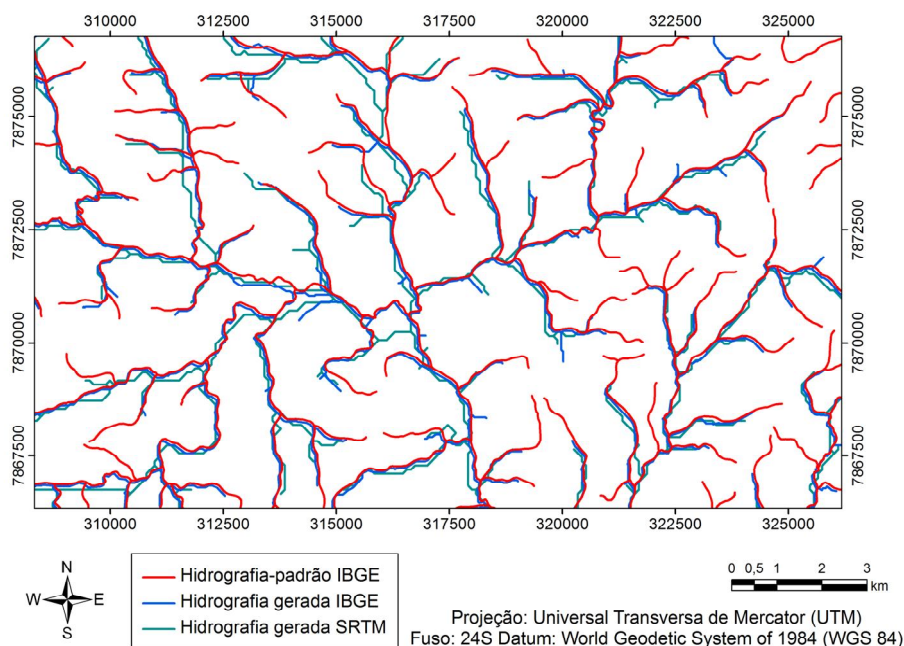 310000 312500 315000 317500 320000 322500 325000
7875000 7875000
7872500 7872500
7870000 7870000
7867500 7867500
310000 312500 315000 317500 320000 322500 325000
N
W E
S
Hidrografia-padrão IBGE
Hidrografia gerada IBGE
Hidrografia gerada SRTM
0 0,5 1 2 3
km
Projeção: Universal Transversa de Mercator (UTM)
Fuso: 24S Datum: World Geodetic System of 1984 (WGS 84)